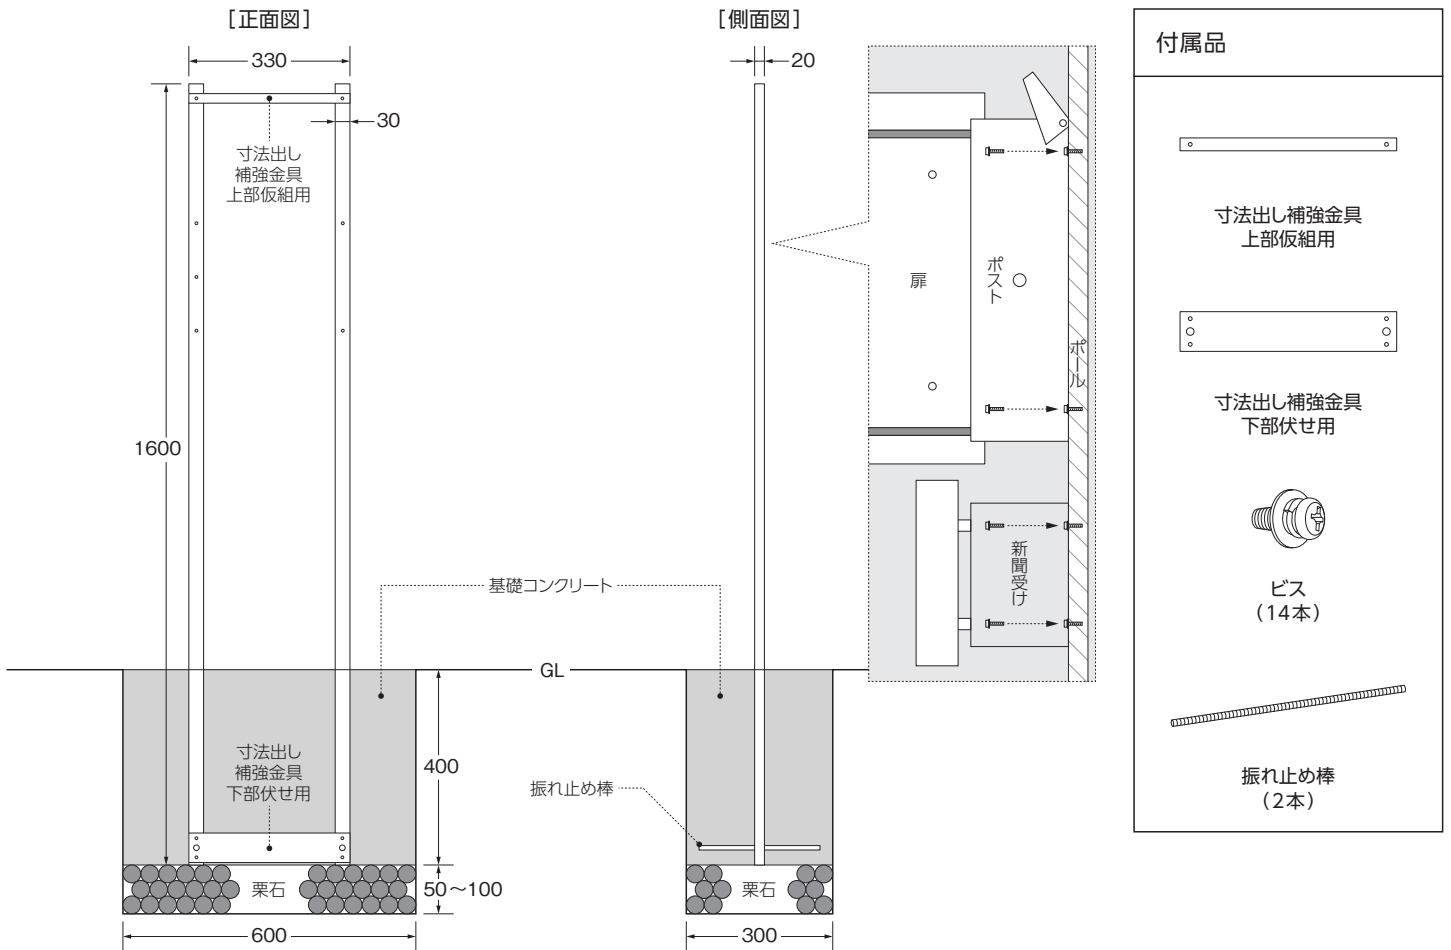 [正面図]
330
30
寸法出し
補強金具
上部仮組用
1600
基礎コンクリート
GL
寸法出し
補強金具
下部伏せ用
400
栗石
50～100
600
[側面図]
20
扉
ポスト
ポール
新聞受け
振れ止め棒
栗石
300
付属品
寸法出し補強金具
上部仮組用
寸法出し補強金具
下部伏せ用
ビス
（14本）
振れ止め棒
（2本）